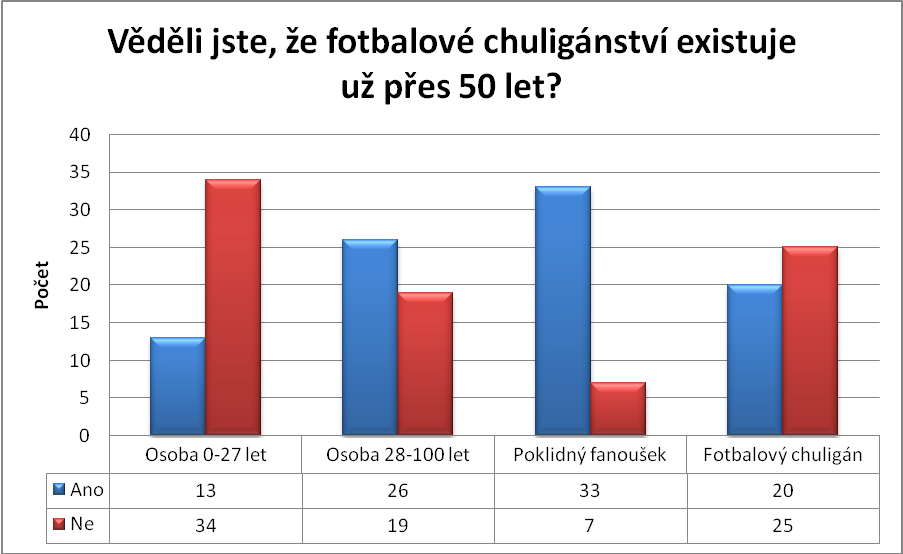 Věděli jste, že fotbalové chuligánství existuje
už přes 50 let?
40
35
30
25
20
15
10
5
0
Počet
Osoba 0-27 let Osoba 28-100 let Poklidný fanoušek Fotbalový chuligán
Ano 13 26 33 20
Ne 34 19 7 25